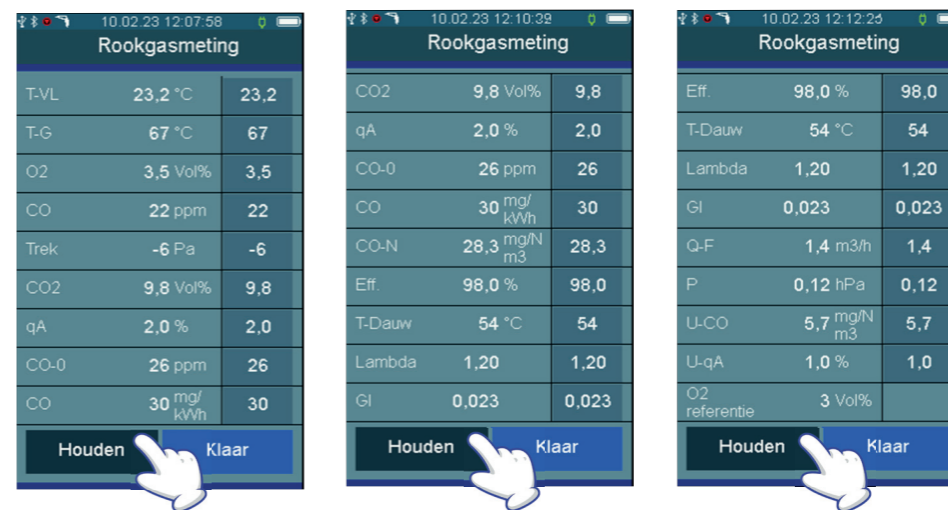 10.02.23 12:07:58
Rookgasmeting
T-VL 23,2 °C 23,2
T-G 67 °C 67
O2 3,5 Vol% 3,5
CO 22 ppm 22
Trek -6 Pa -6
CO2 9,8 Vol% 9,8
qA 2,0 % 2,0
CO-0 26 ppm 26
CO 30 mg/kWh 30
Houden Klaar
10.02.23 12:10:39
Rookgasmeting
CO2 9,8 Vol% 9,8
qA 2,0 % 2,0
CO-0 26 ppm 26
CO 30 mg/kWh 30
CO-N 28,3 mg/Nm3 28,3
Eff. 98,0 % 98,0
T-Dauw 54 °C 54
Lambda 1,20 1,20
GI 0,023 0,023
Houden Klaar
10.02.23 12:12:25
Rookgasmeting
Eff. 98,0 % 98,0
T-Dauw 54 °C 54
Lambda 1,20 1,20
GI 0,023 0,023
Q-F 1,4 m3/h 1,4
P 0,12 hPa 0,12
U-CO 5,7 mg/Nm3 5,7
U-qA 1,0 % 1,0
O2 referentie 3 Vol%
Houden Klaar